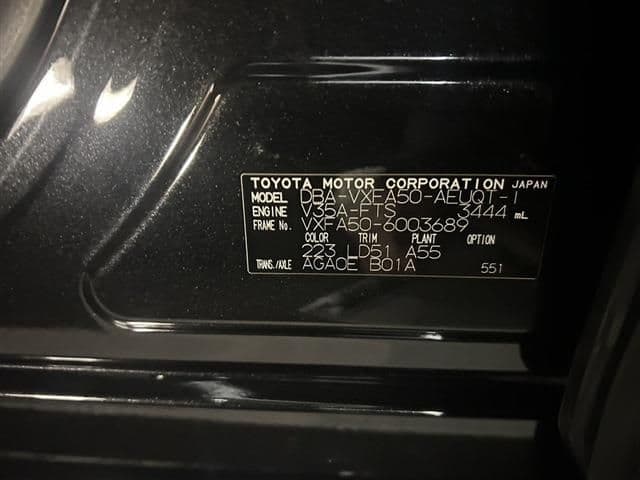 TOYOTA MOTOR CORPORATION JAPAN
MODEL DBA-VXFA50-AEUQT-I
ENGINE V35A-FTS 3444 mL
FRAME No. VXFA50-6003689
COLOR TRIM PLANT OPTION
223 LD51 A55
TRANS./AXLE AGA0E B01A 551